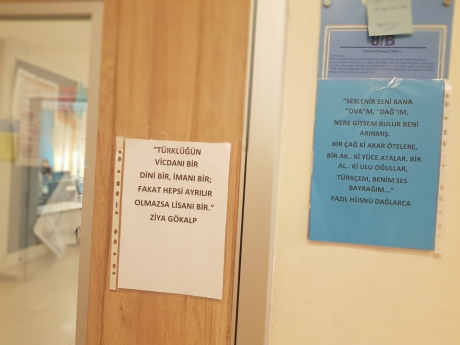 "TÜRKLÜĞÜN
VİCDANI BİR
DİNİ BİR, İMANI BİR;
FAKAT HEPSİ AYRILIR
OLMAZSA LİSANI BİR."
ZİYA GÖKALP
8/B
"SESLENİR SENİ BANA
"OVA"M, "DAĞ"IM,
NERE GİTSEM BULUR BENİ
ARINMIŞ.
BİR ÇAĞ Kİ AKAR ÖTELERE,
BİR AK.. Kİ YÜCE ATALAR, BİR
AL.. Kİ ULU OĞULLAR,
TÜRKÇEM, BENİM SES
BAYRAĞIM..."
FAZIL HÜSNÜ DAĞLARCA